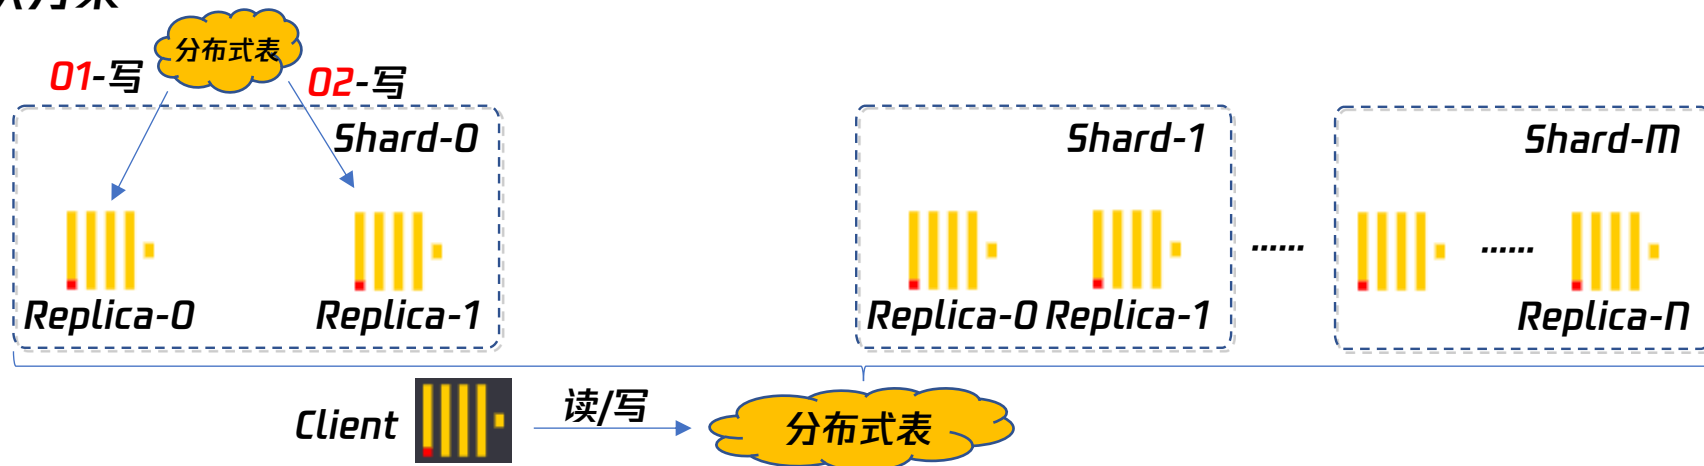 分布式表
01-写
02-写
Shard-0
Shard-1
Shard-M
......
......
Replica-0
Replica-1
Replica-0
Replica-1
Replica-N
Client
读/写
分布式表